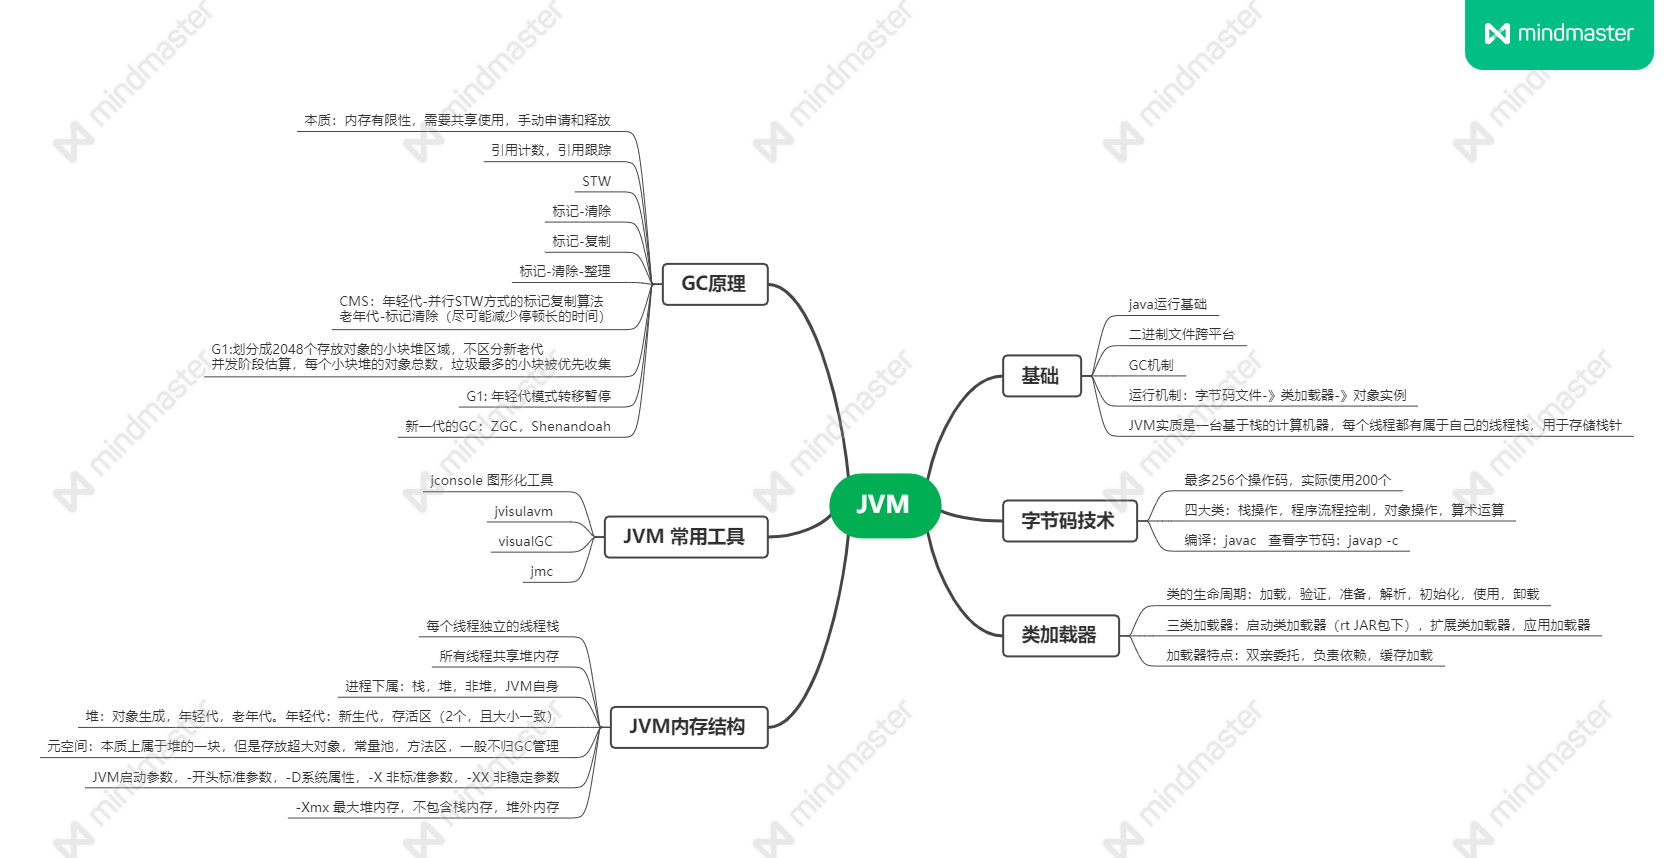 mindmaster
JVM
GC原理
本质：内存有限性，需要共享使用，手动申请和释放
引用计数，引用跟踪
STW
标记-清除
标记-复制
标记-清除-整理
CMS：年轻代-并行STW方式的标记复制算法
老年代-标记清除（尽可能减少停顿长的时间）
G1:划分成2048个存放对象的小块堆区域，不区分新老代
并发阶段估算，每个小块堆的对象总数，垃圾最多的小块被优先收集
G1: 年轻代模式转移暂停
新一代的GC：ZGC，Shenandoah
JVM 常用工具
jconsole 图形化工具
jvisulavm
visualGC
jmc
JVM内存结构
每个线程独立的线程栈
所有线程共享堆内存
进程下属：栈，堆，非堆，JVM自身
堆：对象生成，年轻代，老年代。年轻代：新生代，存活区（2个，且大小一致）
元空间：本质上属于堆的一块，但是存放超大对象，常量池，方法区，一般不归GC管理
JVM启动参数，-开头标准参数，-D系统属性，-X 非标准参数，-XX 非稳定参数
-Xmx 最大堆内存，不包含栈内存，堆外内存
基础
java运行基础
二进制文件跨平台
GC机制
运行机制：字节码文件-》类加载器-》对象实例
JVM实质是一台基于栈的计算机器，每个线程都有属于自己的线程栈，用于存储栈针
字节码技术
最多256个操作码，实际使用200个
四大类：栈操作，程序流程控制，对象操作，算术运算
编译：javac   查看字节码：javap -c
类加载器
类的生命周期：加载，验证，准备，解析，初始化，使用，卸载
三类加载器：启动类加载器（rt JAR包下），扩展类加载器，应用加载器
加载器特点：双亲委托，负责依赖，缓存加载